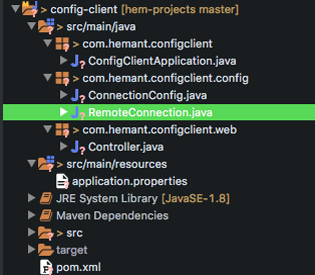 > config-client [hem-projects master]
> src/main/java
> com.hemant.configclient
> ConfigClientApplication.java
> com.hemant.configclient.config
> ConnectionConfig.java
> RemoteConnection.java
> com.hemant.configclient.web
> Controller.java
> src/main/resources
application.properties
JRE System Library [JavaSE-1.8]
Maven Dependencies
> src
target
pom.xml